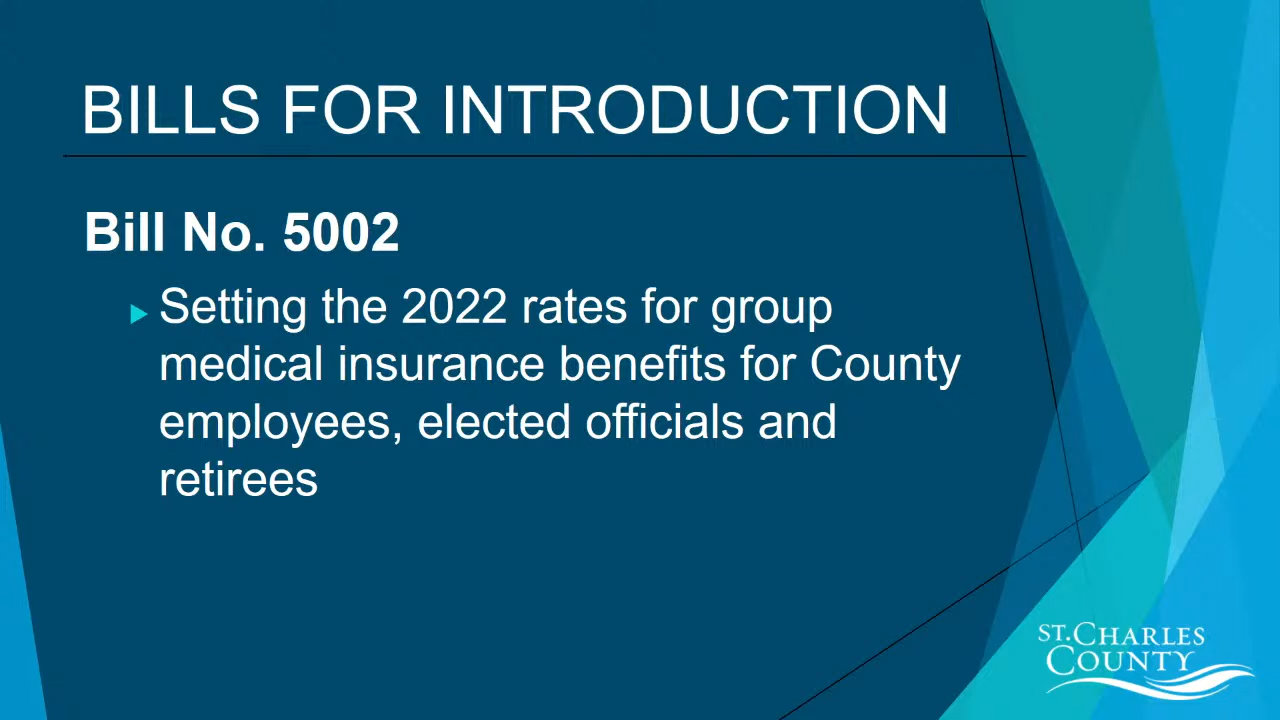 BILLS FOR INTRODUCTION
Bill No. 5002
Setting the 2022 rates for group
medical insurance benefits for County
employees, elected officials and
retirees
ST. CHARLES
COUNTY